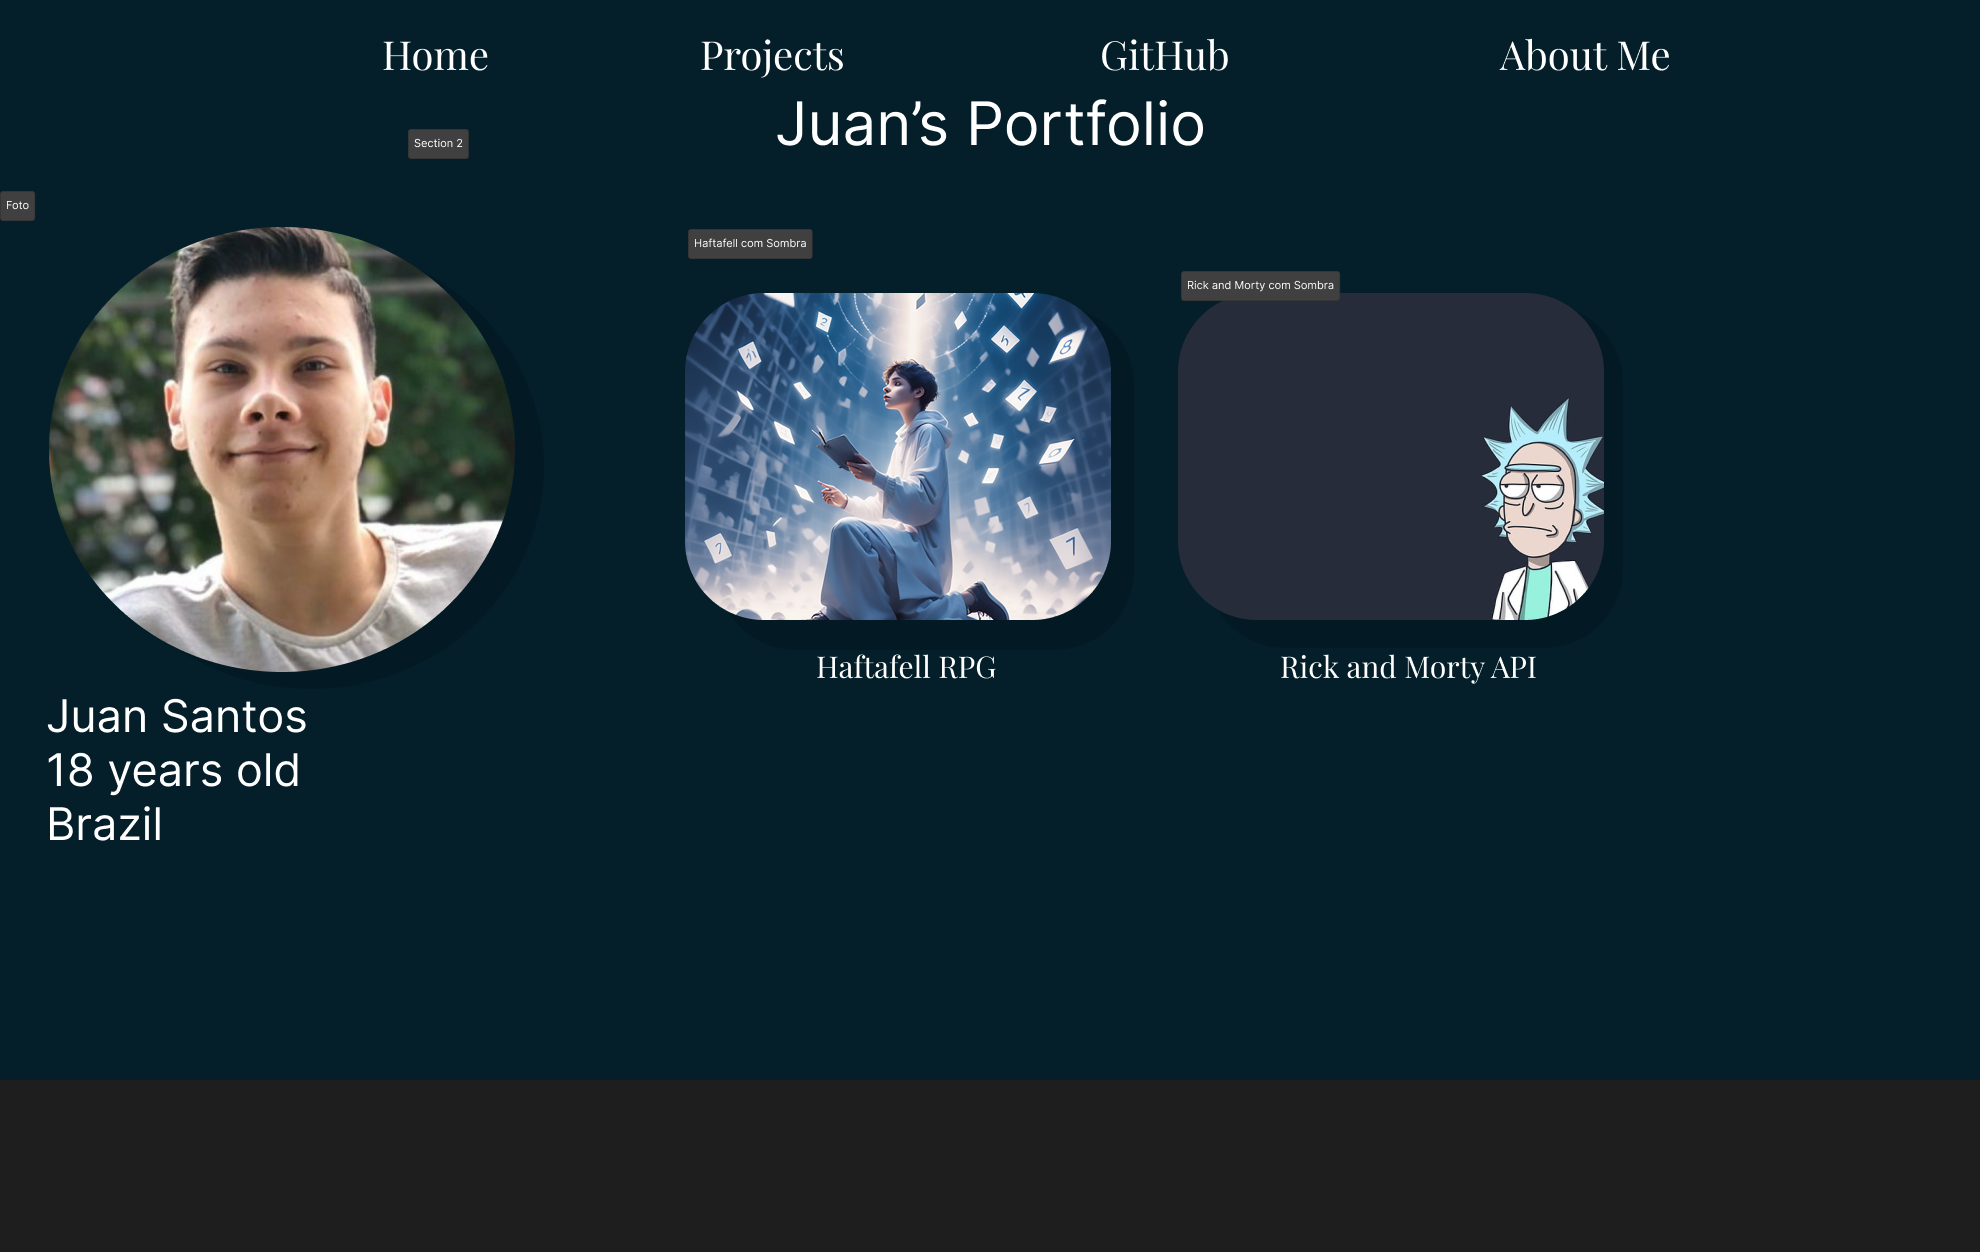 Home Projects GitHub About Me
Juan’s Portfolio
Section 2
Foto
Haftafell com Sombra
Rick and Morty com Sombra
Haftafell RPG
Rick and Morty API
Juan Santos
18 years old
Brazil